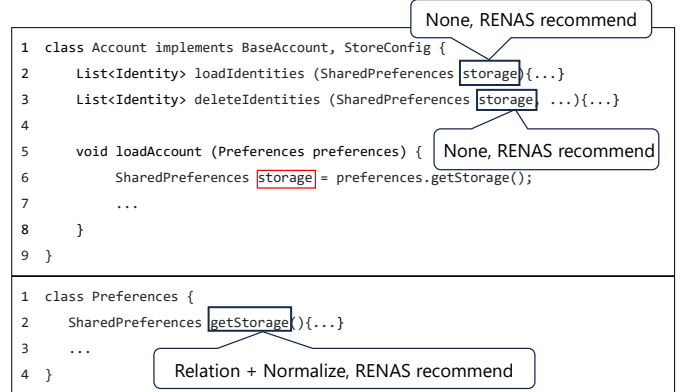 None, RENAS recommend
1 class Account implements BaseAccount, StoreConfig {
2 List<Identity> loadIdentities (SharedPreferences storage){...}
3 List<Identity> deleteIdentities (SharedPreferences storage, ...){...}
4
5 void loadAccount (Preferences preferences) {
None, RENAS recommend
6 SharedPreferences storage = preferences.getStorage();
7 ...
8 }
9 }
1 class Preferences {
2 SharedPreferences getStorage(){...}
3 ...
Relation + Normalize, RENAS recommend
4 }